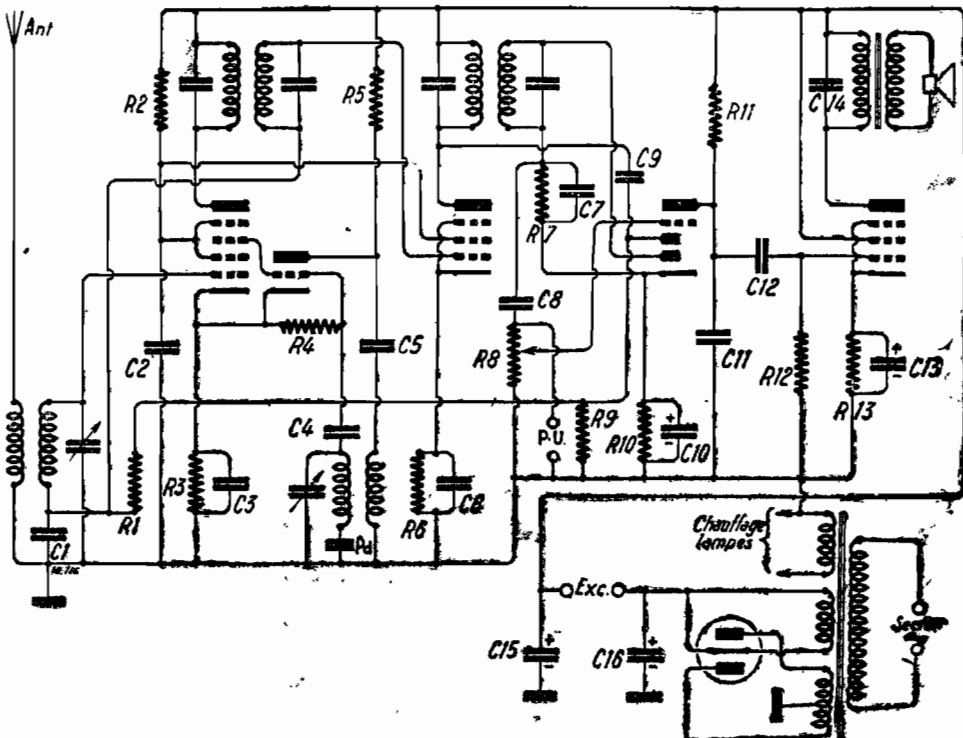 Ant
R2
R5
R11
C14
C9
C7
R7
C12
C8
R4
C5
R8
C11
R12
C13
R13
C2
C4
P.U.
R9
R10
C10
R3
C3
R1
R6
C6
C1
Pd
Chauffage
lampes
Exc.
C15
C16
Secteur